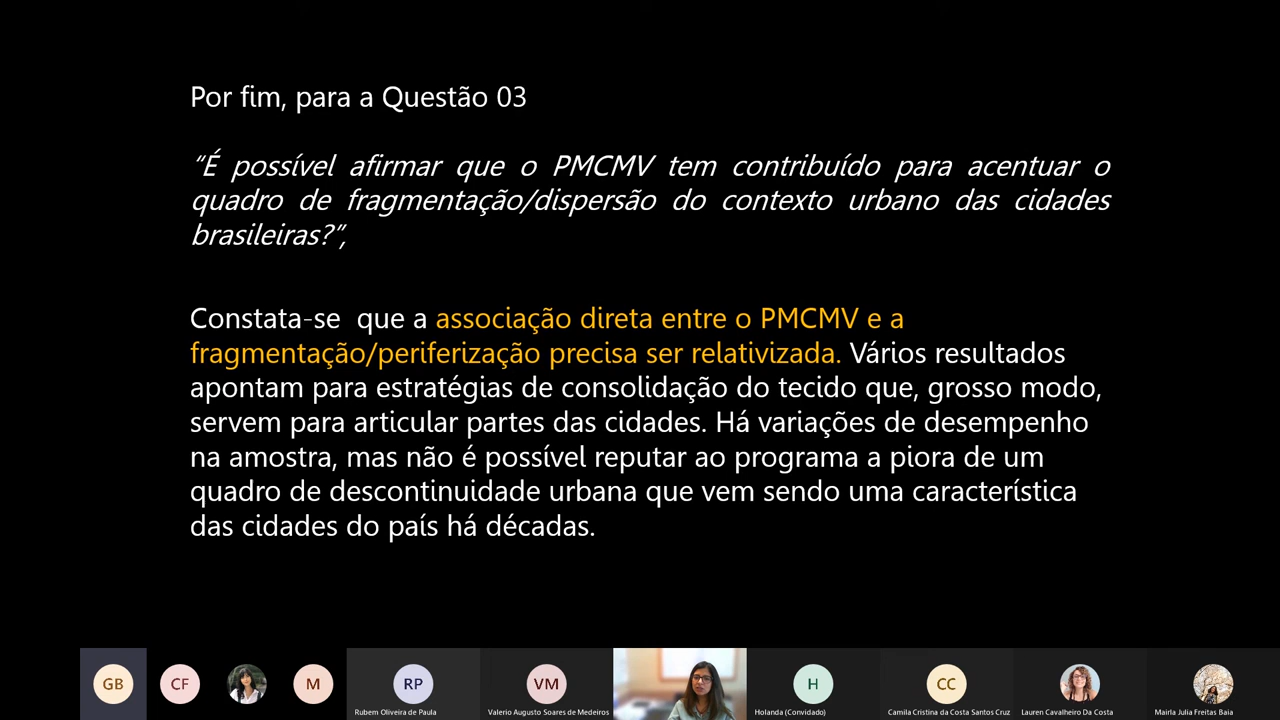 Por fim, para a Questão 03
“É possível afirmar que o PMCMV tem contribuído para acentuar o
quadro de fragmentação/dispersão do contexto urbano das cidades
brasileiras?”,
Constata-se que a associação direta entre o PMCMV e a
fragmentação/periferização precisa ser relativizada. Vários resultados
apontam para estratégias de consolidação do tecido que, grosso modo,
servem para articular partes das cidades. Há variações de desempenho
na amostra, mas não é possível reputar ao programa a piora de um
quadro de descontinuidade urbana que vem sendo uma característica
das cidades do país há décadas.
GB CF M RP VM H CC
Rubem Oliveira de Paula Valerio Augusto Soares de Medeiros Holanda (Convidado) Camila Cristina da Costa Santos Cruz Lauren Cavalheiro Da Costa Mairla Julia Freitas Baia